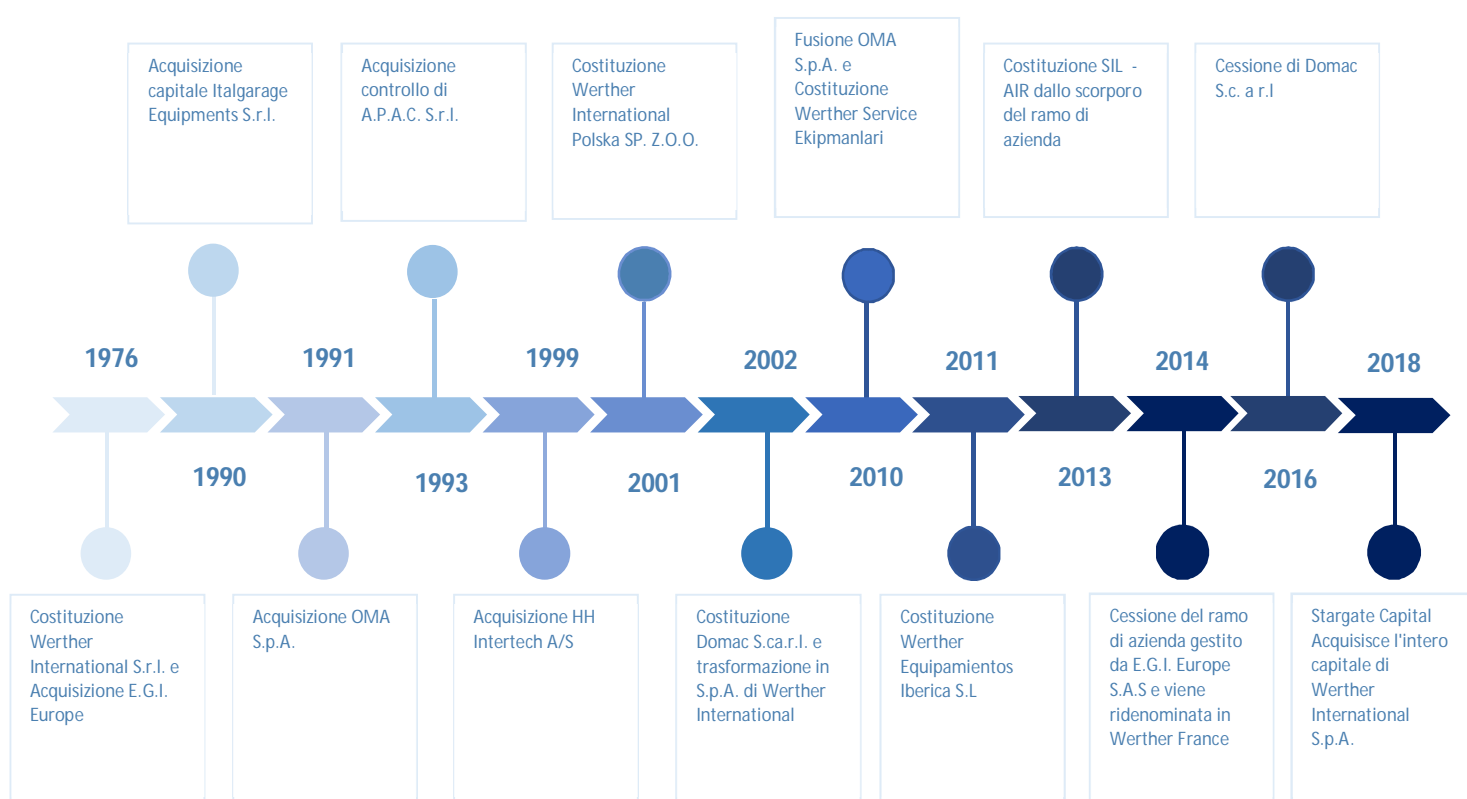 Acquisizione
capitale Italgarage
Equipments S.r.l.
Acquisizione
controllo di
A.P.A.C. S.r.l.
Costituzione
Werther
International
Polska SP. Z.O.O.
Fusione OMA
S.p.A. e
Costituzione
Werther Service
Ekipmanlari
Costituzione SIL -
AIR dallo scorporo
del ramo di
azienda
Cessione di Domac
S.c. a r.l
1976
1991
1999
2002
2011
2014
2018
1990
1993
2001
2010
2013
2016
Costituzione
Werther
International S.r.l. e
Acquisizione E.G.I.
Europe
Acquisizione OMA
S.p.A.
Acquisizione HH
Intertech A/S
Costituzione
Domac S.ca.r.l. e
trasformazione in
S.p.A. di Werther
International
Costituzione
Werther
Equipamientos
Iberica S.L
Cessione del ramo
di azienda gestito
da E.G.I. Europe
S.A.S e viene
ridenominata in
Werther France
Stargate Capital
Acquisisce l'intero
capitale di
Werther
International
S.p.A.